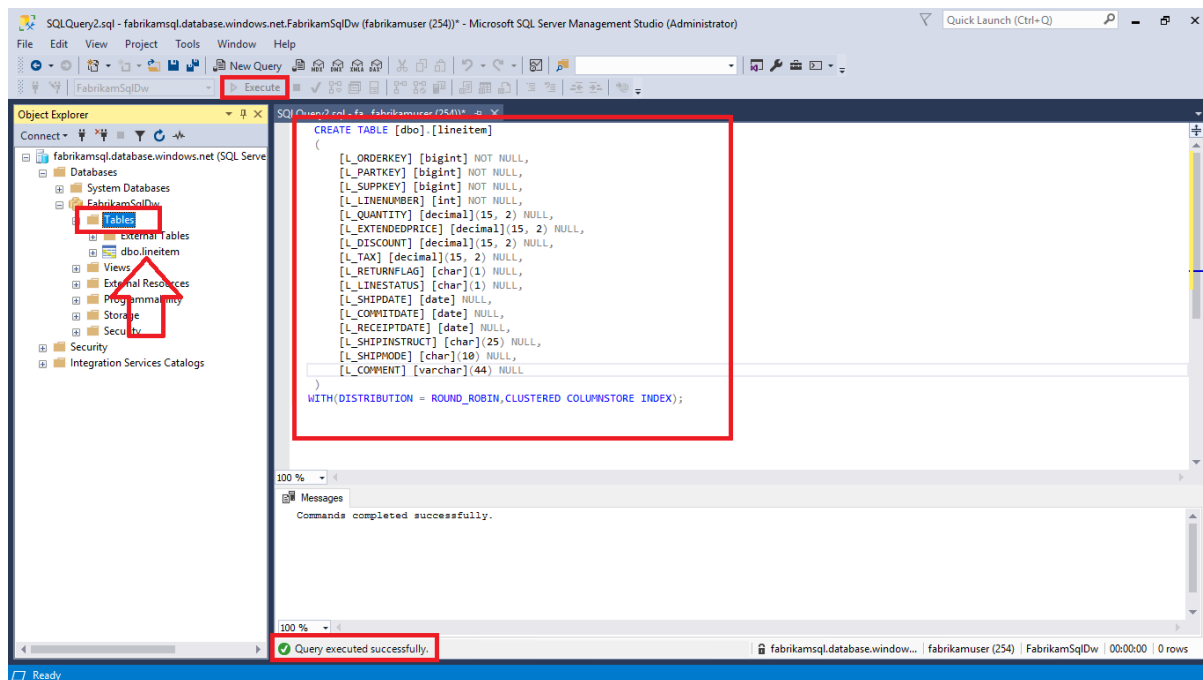 SQLQuery2.sql - fabrikamsql.database.windows.net.FabrikamSqlDw (fabrikamuser (254))* - Microsoft SQL Server Management Studio (Administrator)
Quick Launch (Ctrl+Q)
File Edit View Project Tools Window Help
New Query
FabrikamSqlDw
Execute
Object Explorer
Connect
fabrikamsql.database.windows.net (SQL Serve
Databases
System Databases
FabrikamSqlDw
Tables
External Tables
dbo.lineitem
Views
External Resources
Programmability
Storage
Security
Security
Integration Services Catalogs
SQLQuery2.sql - fa...fabrikamuser (254))*
CREATE TABLE [dbo].[lineitem]
(
[L_ORDERKEY] [bigint] NOT NULL,
[L_PARTKEY] [bigint] NOT NULL,
[L_SUPPKEY] [bigint] NOT NULL,
[L_LINENUMBER] [int] NOT NULL,
[L_QUANTITY] [decimal](15, 2) NULL,
[L_EXTENDEDPRICE] [decimal](15, 2) NULL,
[L_DISCOUNT] [decimal](15, 2) NULL,
[L_TAX] [decimal](15, 2) NULL,
[L_RETURNFLAG] [char](1) NULL,
[L_LINESTATUS] [char](1) NULL,
[L_SHIPDATE] [date] NULL,
[L_COMMITDATE] [date] NULL,
[L_RECEIPTDATE] [date] NULL,
[L_SHIPINSTRUCT] [char](25) NULL,
[L_SHIPMODE] [char](10) NULL,
[L_COMMENT] [varchar](44) NULL
)
WITH(DISTRIBUTION = ROUND_ROBIN,CLUSTERED COLUMNSTORE INDEX);
100 %
Messages
Commands completed successfully.
100 %
Query executed successfully.
fabrikamsql.database.window... fabrikamuser (254) FabrikamSqlDw 00:00:00 0 rows
Ready